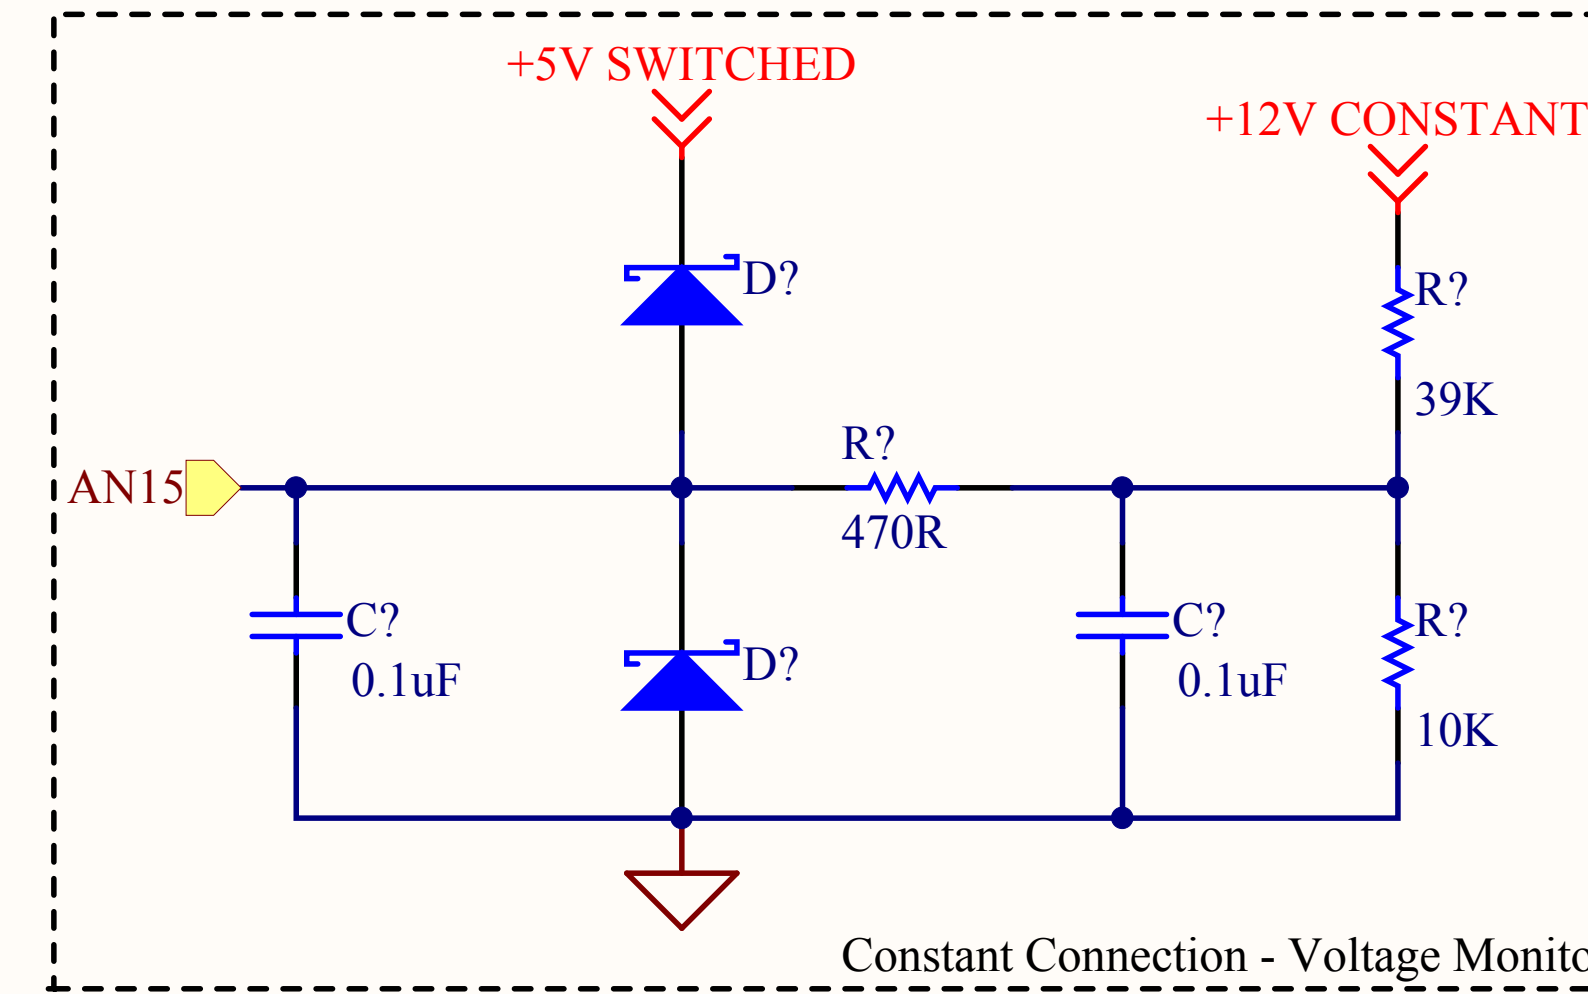 +5V SWITCHED
+12V CONSTANT
D?
R?
39K
R?
AN15
470R
C?
0.1uF
D?
C?
0.1uF
R?
10K
Constant Connection - Voltage Monito